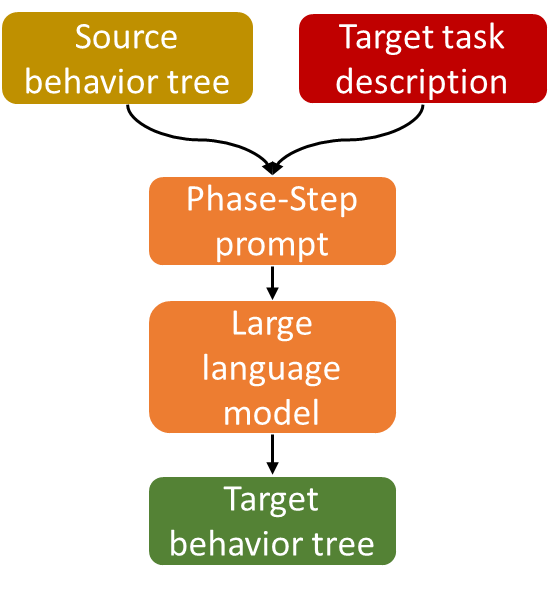 Source
behavior tree
Target task
description
Phase-Step
prompt
Large
language
model
Target
behavior tree